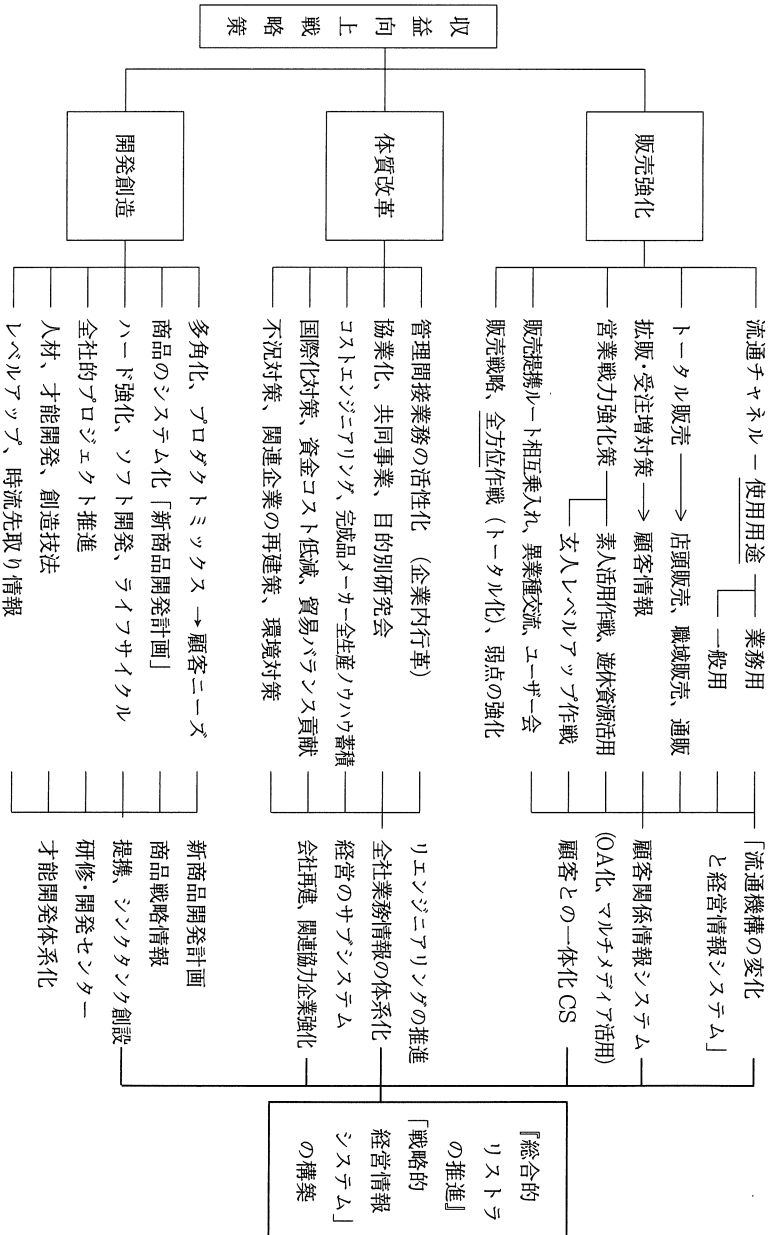 収益向上戦略策
販売強化
流通チャネル ─ 使用用途
業務用
一般用
トータル販売 → 店頭販売、職域販売、通販
拡販・受注増対策 → 顧客情報
営業戦力強化策
素人活用作戦、遊休資源活用
玄人レベルアップ作戦
販売提携ルート相互乗入れ、異業種交流、ユーザー会
販売戦略、全方位作戦（トータル化）、弱点の強化
「流通機構の変化
と経営情報システム」
顧客関係情報システム
(OA化、マルチメディア活用)
顧客との一体化CS
体質改革
管理間接業務の活性化（企業内行革）
協業化、共同事業、目的別研究会
コストエンジニアリング、完成品メーカー全生産ノウハウ蓄積
国際化対策、資金コスト低減、貿易バランス貢献
不況対策、関連企業の再建策、環境対策
リエンジニアリングの推進
全社業務情報の体系化
経営のサブシステム
会社再建、関連協力企業強化
開発創造
多角化、プロダクトミックス → 顧客ニーズ
商品のシステム化「新商品開発計画」
ハード強化、ソフト開発、ライフサイクル
全社的プロジェクト推進
人材、才能開発、創造技法
レベルアップ、時流先取り情報
新商品開発計画
商品戦略情報
提携、シンクタンク創設
研修・開発センター
才能開発体系化
『総合的
リストラ
の推進』
「戦略的
経営情報
システム」
の構築